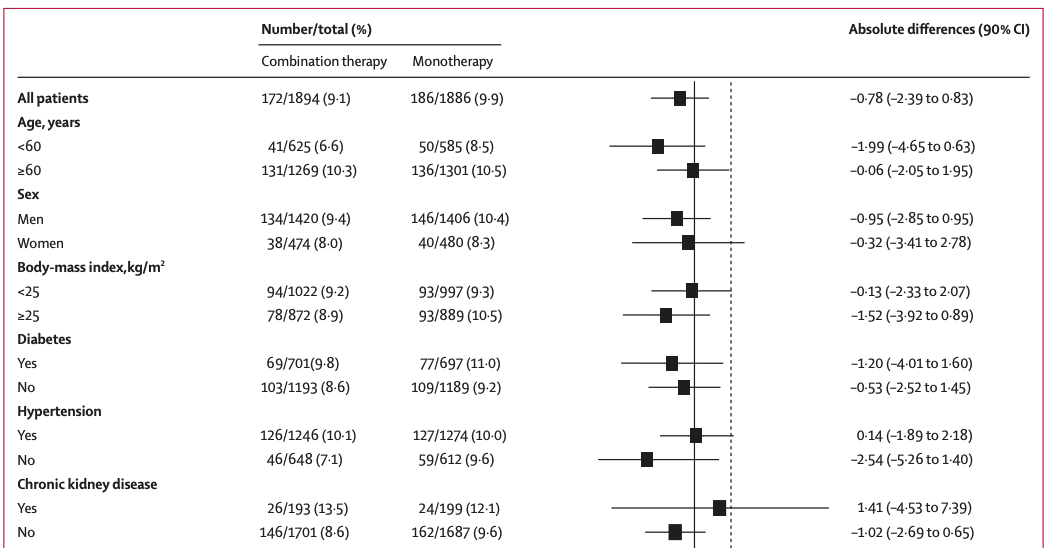 Number/total (%) Absolute differences (90% CI)
Combination therapy Monotherapy
All patients 172/1894 (9·1) 186/1886 (9·9) –0·78 (–2·39 to 0·83)
Age, years
<60 41/625 (6·6) 50/585 (8·5) –1·99 (–4·65 to 0·63)
≥60 131/1269 (10·3) 136/1301 (10·5) –0·06 (–2·05 to 1·95)
Sex
Men 134/1420 (9·4) 146/1406 (10·4) –0·95 (–2·85 to 0·95)
Women 38/474 (8·0) 40/480 (8·3) –0·32 (–3·41 to 2·78)
Body-mass index,kg/m²
<25 94/1022 (9·2) 93/997 (9·3) –0·13 (–2·33 to 2·07)
≥25 78/872 (8·9) 93/889 (10·5) –1·52 (–3·92 to 0·89)
Diabetes
Yes 69/701(9·8) 77/697 (11·0) –1·20 (–4·01 to 1·60)
No 103/1193 (8·6) 109/1189 (9·2) –0·53 (–2·52 to 1·45)
Hypertension
Yes 126/1246 (10·1) 127/1274 (10·0) 0·14 (–1·89 to 2·18)
No 46/648 (7·1) 59/612 (9·6) –2·54 (–5·26 to 1·40)
Chronic kidney disease
Yes 26/193 (13·5) 24/199 (12·1) 1·41 (–4·53 to 7·39)
No 146/1701 (8·6) 162/1687 (9·6) –1·02 (–2·69 to 0·65)